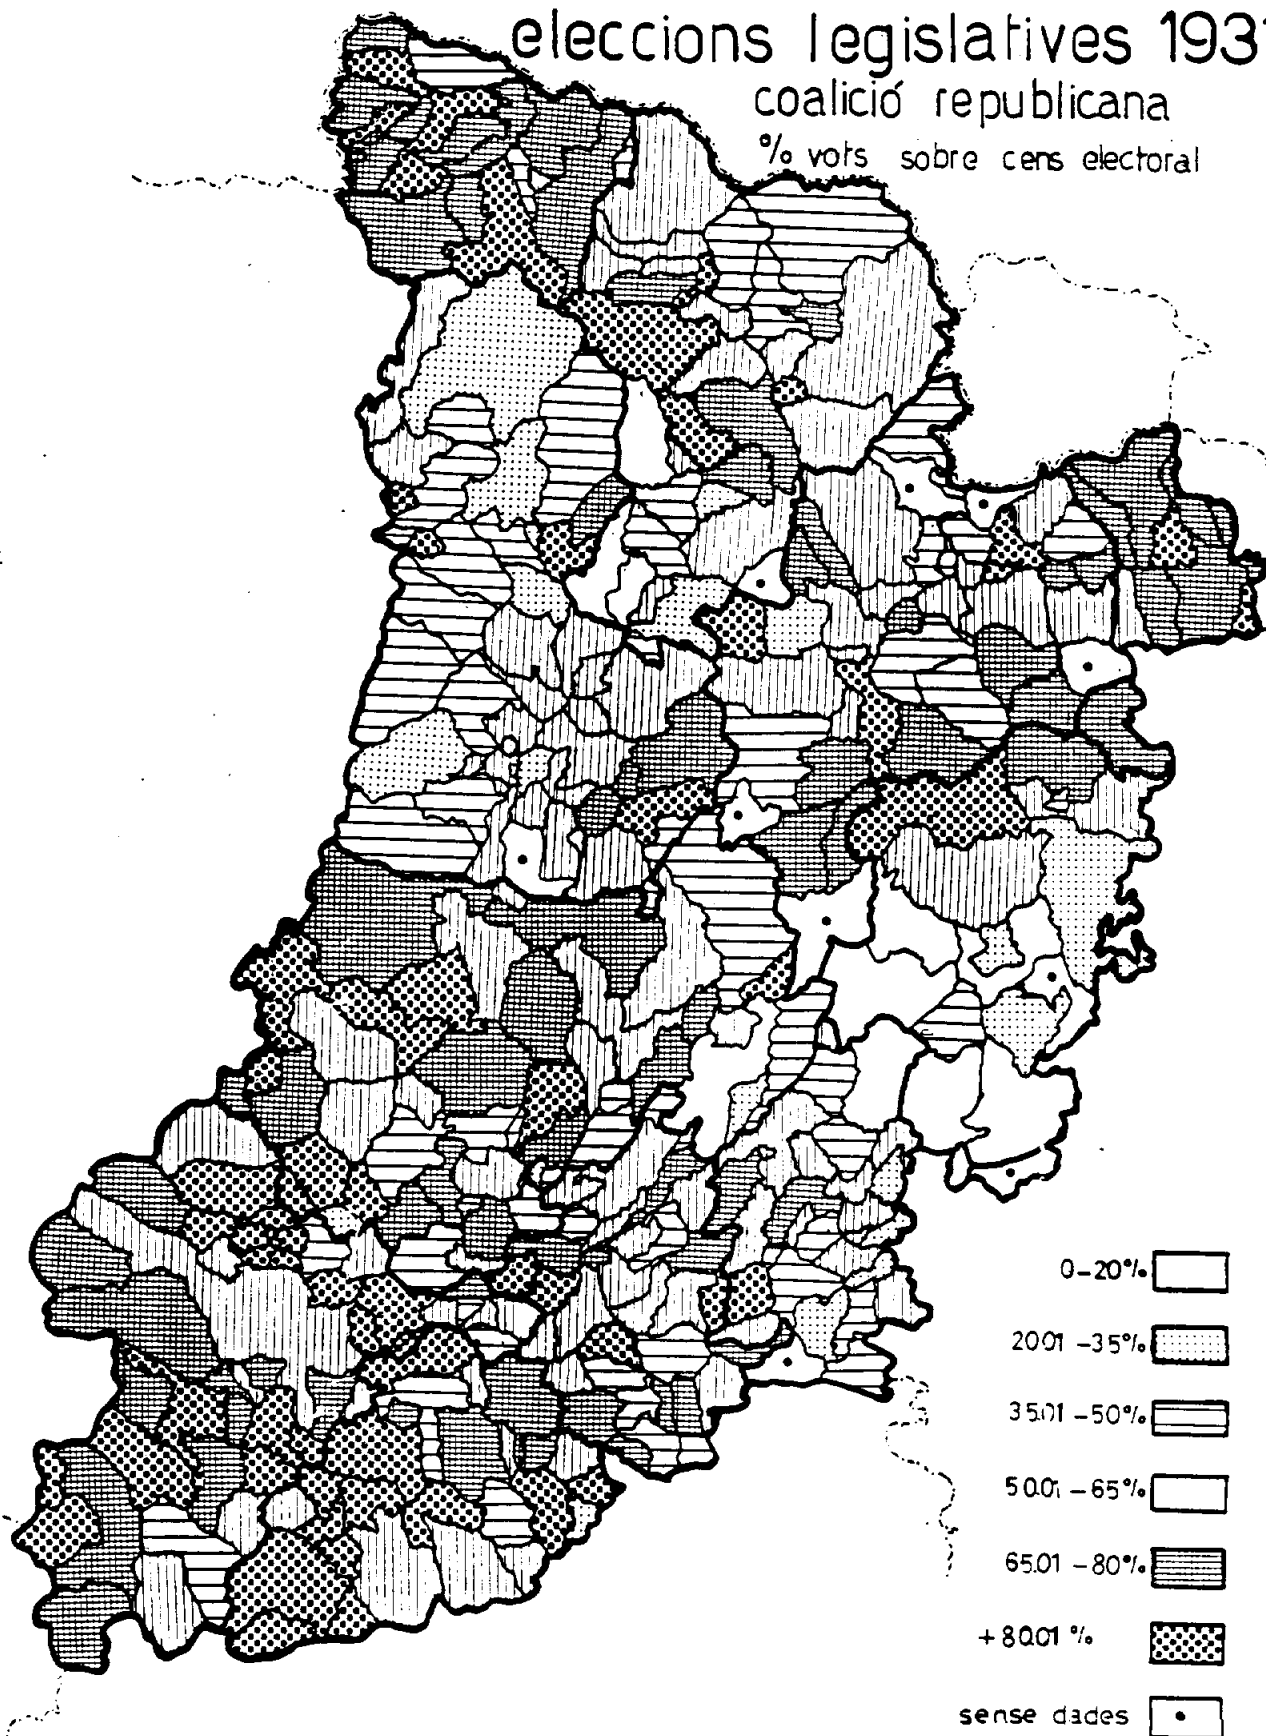 eleccions legislatives 1931
coalició republicana
% vots sobre cens electoral
0-20%
20.01 -35%
35.01 -50%
50.01 -65%
65.01 -80%
+80.01 %
sense dades